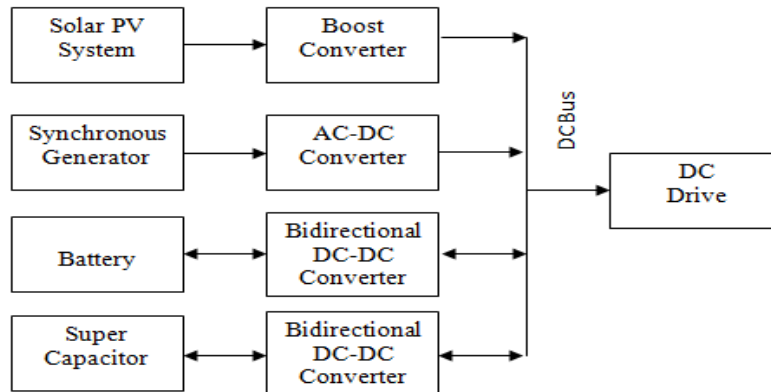 Solar PV
System
Boost
Converter
Synchronous
Generator
AC-DC
Converter
DCBus
DC
Drive
Battery
Bidirectional
DC-DC
Converter
Super
Capacitor
Bidirectional
DC-DC
Converter